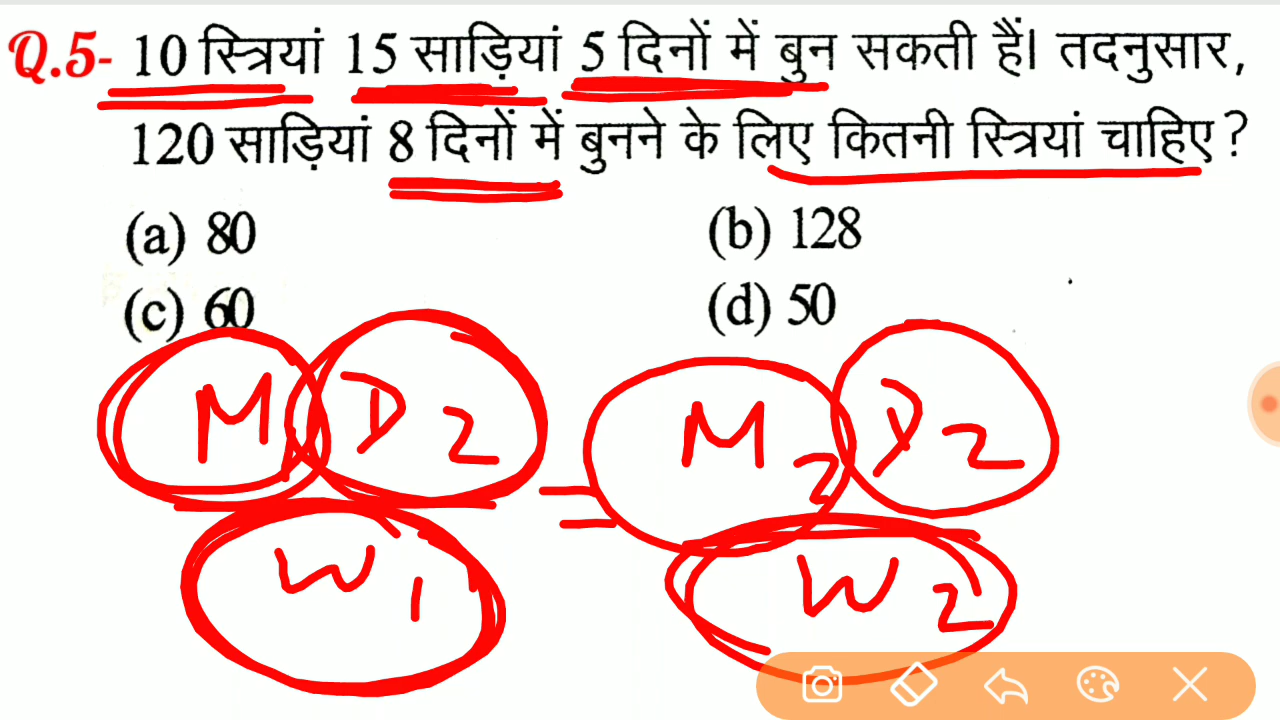 Q.5- 10 स्त्रियां 15 साड़ियां 5 दिनों में बुन सकती हैं। तदनुसार,
120 साड़ियां 8 दिनों में बुनने के लिए कितनी स्त्रियां चाहिए ?
(a) 80 (b) 128
(c) 60 (d) 50
M1 D2 = M2 D2
W1 W2